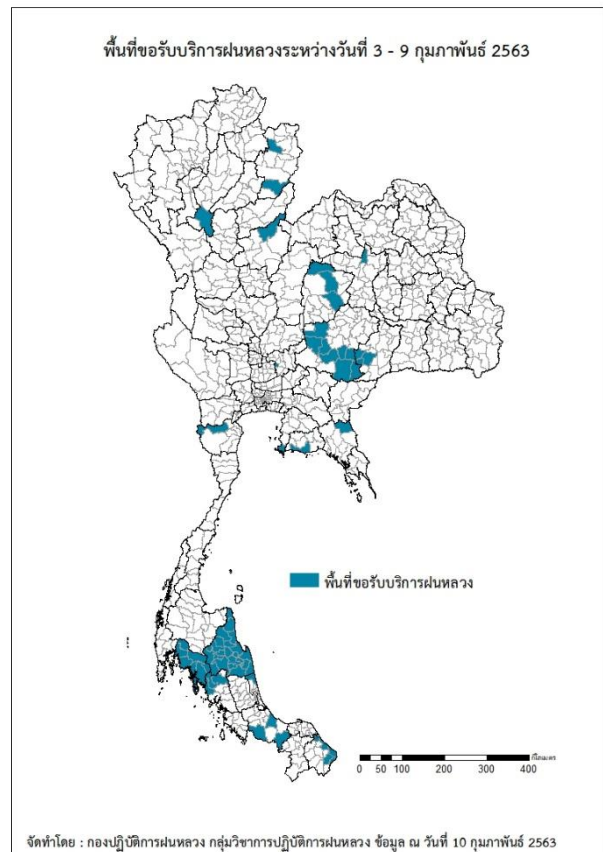 พื้นที่ขอรับบริการฝนหลวงระหว่างวันที่ 3 - 9 กุมภาพันธ์ 2563
พื้นที่ขอรับบริการฝนหลวง
กิโลเมตร
0 50 100 200 300 400
จัดทำโดย : กองปฏิบัติการฝนหลวง กลุ่มวิชาการปฏิบัติการฝนหลวง ข้อมูล ณ วันที่ 10 กุมภาพันธ์ 2563